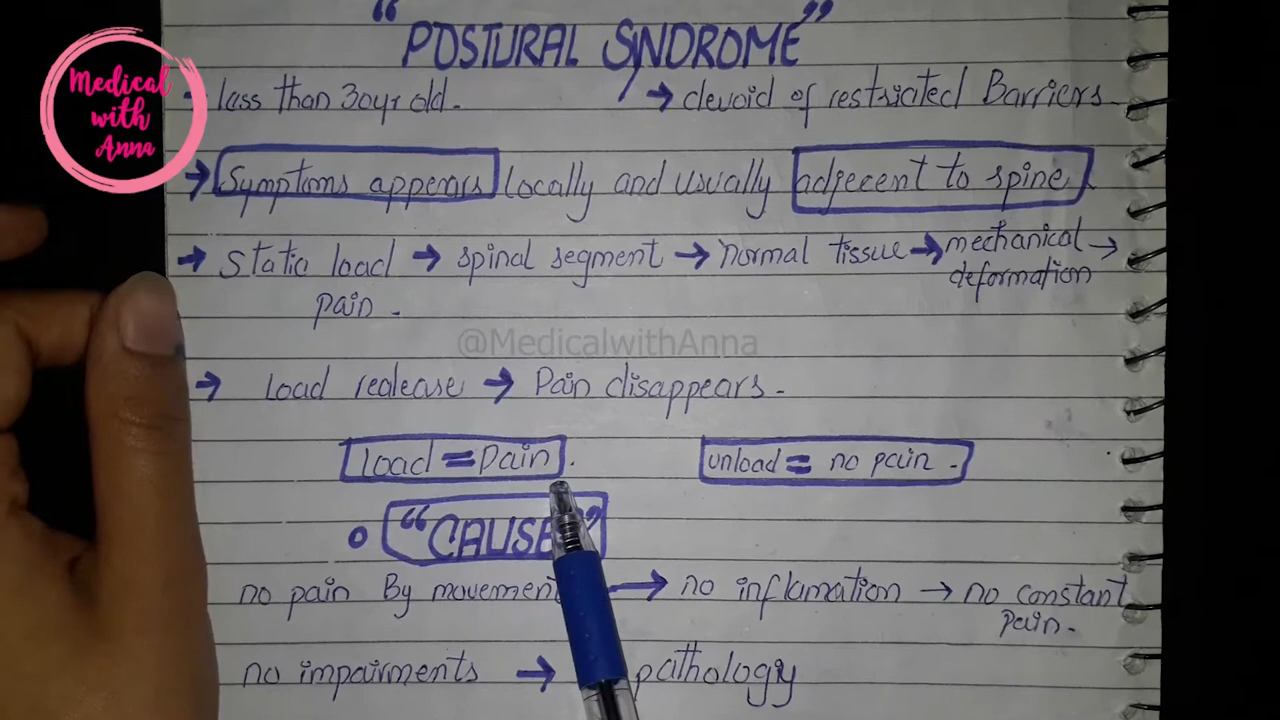 Medical
with
Anna
“POSTURAL SYNDROME”
less than 30yr old. → devoid of restriated Barriers.
→ Symptoms appears locally and usually adjecent to spine.
→ Static load → spinal segment → normal tissue → mechanical deformation →
pain.
@MedicalwithAnna
→ Load realease → Pain disappears.
Load = Pain. unload = no pain.
no pain By movement → no inflamation → no constant pain.
no impairments → pathology